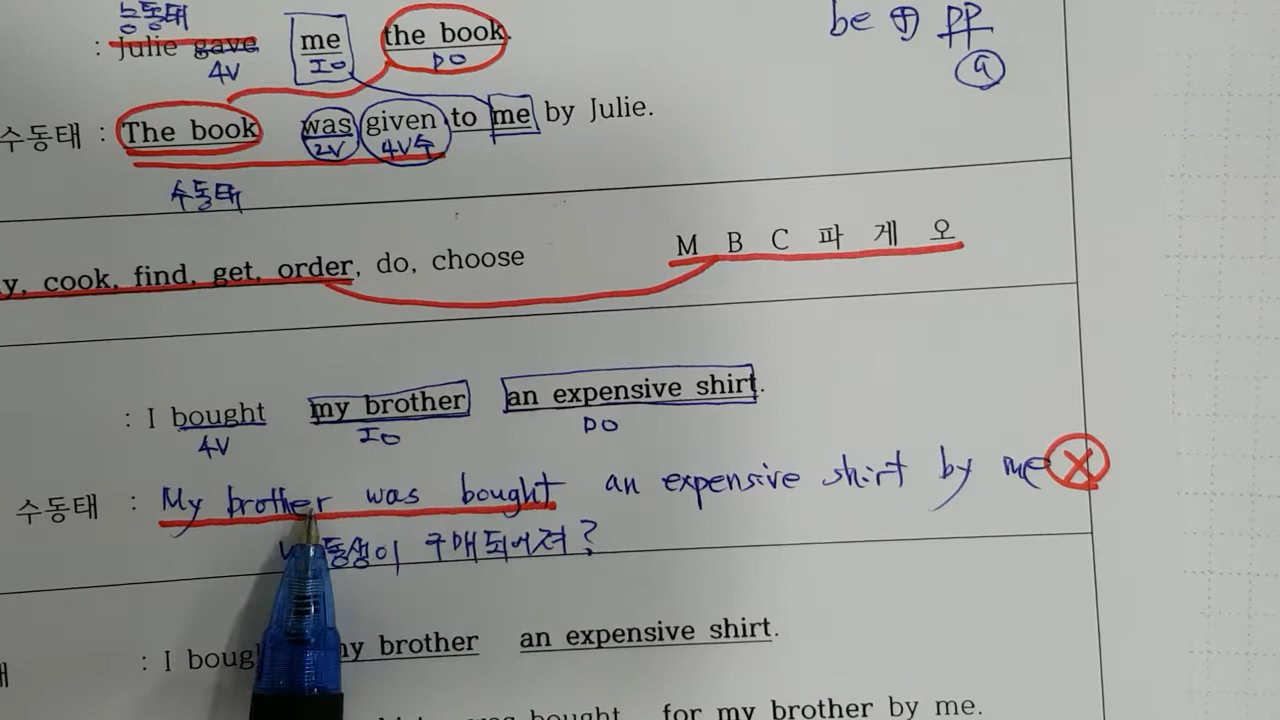 능동태
be ⊕ PP
: Julie gave me the book.
4V IO DO
수동태 : The book was given to me by Julie.
2V 4V수
수동태
cook, find, get, order, do, choose M B C 파 게 오
: I bought my brother an expensive shirt.
4V IO DO
수동태 : My brother was bought an expensive shirt by me X
동생이 구매되어져?
: I my brother an expensive shirt.
bought for my brother by me.